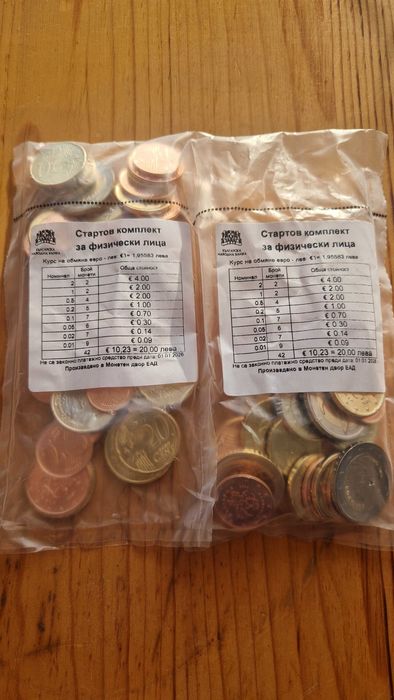 БЪЛГАРСКА
НАРОДНА БАНКА
Стартов комплект
за физически лица
Курс на обмяна евро - лев €1= 1,95583 лева
Номинал Брой монети Обща стойност
2 2 € 4.00
1 2 € 2.00
0.5 4 € 2.00
0.2 5 € 1.00
0.1 7 € 0.70
0.05 6 € 0.30
0.02 7 € 0.14
0.01 9 € 0.09
42 € 10,23 = 20,00 лева
Не са законно платежно средство преди дата: 01.01.2026
Произведено в Монетен двор ЕАД
БЪЛГАРСКА
НАРОДНА БАНКА
Стартов комплект
за физически лица
Курс на обмяна евро - лев €1= 1,95583 лева
Номинал Брой монети Обща стойност
2 2 € 4.00
1 2 € 2.00
0.5 4 € 2.00
0.2 5 € 1.00
0.1 7 € 0.70
0.05 6 € 0.30
0.02 7 € 0.14
0.01 9 € 0.09
42 € 10,23 = 20,00 лева
Не са законно платежно средство преди дата: 01.01.2026
Произведено в Монетен двор ЕАД
20